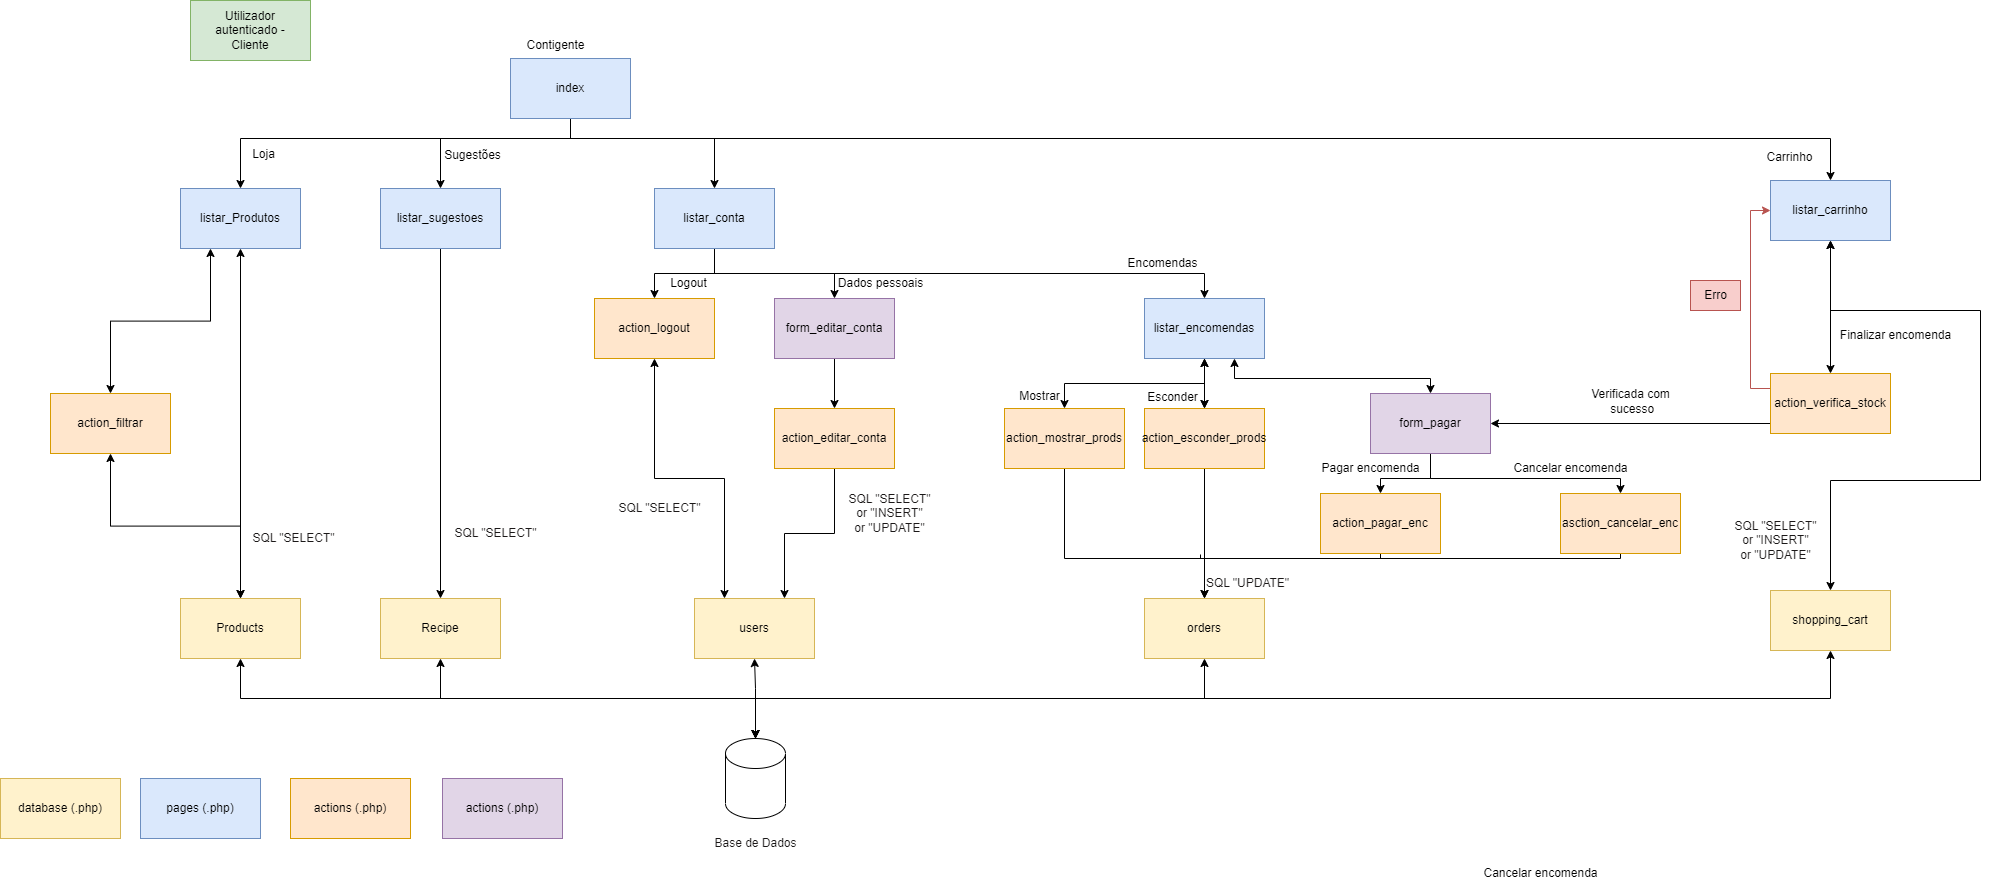 Utilizador
autenticado -
Cliente
Contigente
index
Loja
Sugestões
Carrinho
listar_Produtos
listar_sugestoes
listar_conta
listar_carrinho
Encomendas
Logout
Dados pessoais
Erro
action_logout
form_editar_conta
listar_encomendas
Finalizar encomenda
Mostrar
Esconder
Verificada com
sucesso
action_verifica_stock
action_filtrar
action_editar_conta
action_mostrar_prods
action_esconder_prods
form_pagar
Pagar encomenda
Cancelar encomenda
SQL "SELECT"
SQL "SELECT"
or "INSERT"
or "UPDATE"
action_pagar_enc
asction_cancelar_enc
SQL "SELECT"
SQL "SELECT"
SQL "SELECT"
or "INSERT"
or "UPDATE"
SQL "UPDATE"
Products
Recipe
users
orders
shopping_cart
database (.php)
pages (.php)
actions (.php)
actions (.php)
Base de Dados
Cancelar encomenda